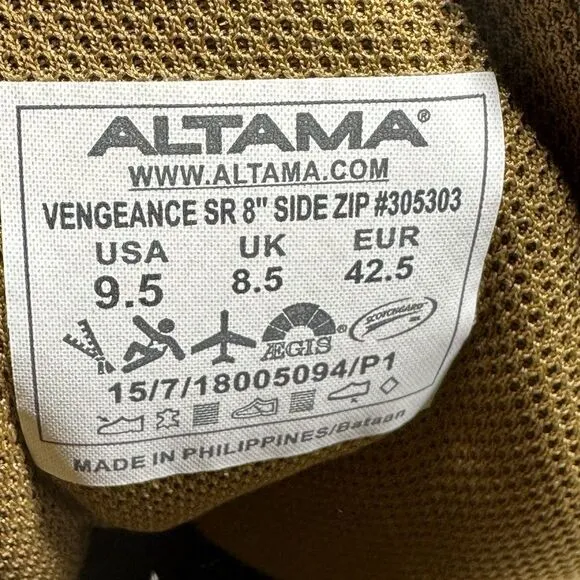 ALTAMA®
WWW.ALTAMA.COM
VENGEANCE SR 8" SIDE ZIP #305303
USA UK EUR
9.5 8.5 42.5
ÆGIS® SCOTCHGARD
15/7/18005094/P1
MADE IN PHILIPPINES/Bataan